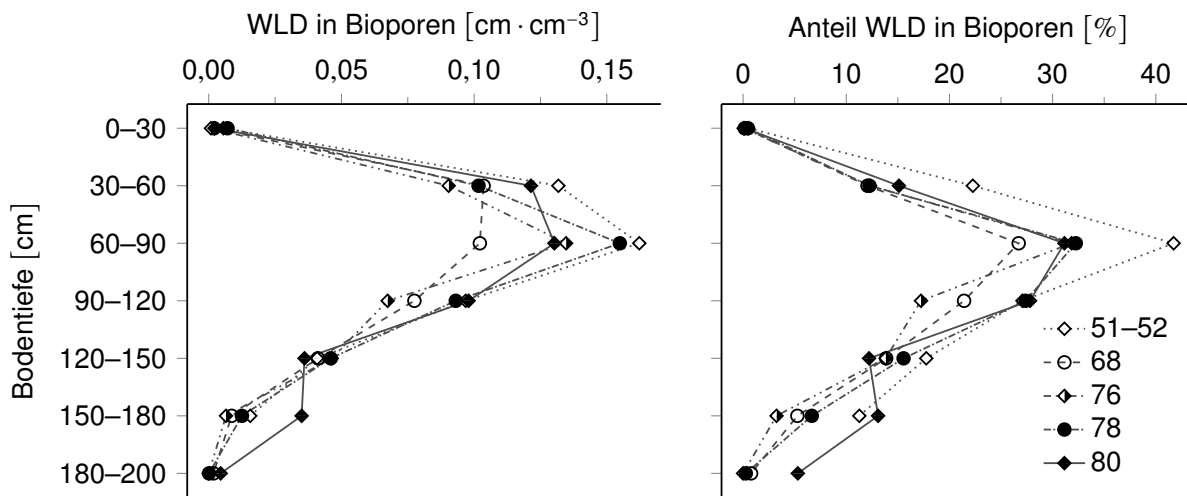 WLD in Bioporen [cm · cm⁻³]
Anteil WLD in Bioporen [%]
0,00 0,05 0,10 0,15
0 10 20 30 40
Bodentiefe [cm]
0–30
30–60
60–90
90–120
120–150
150–180
180–200
51–52
68
76
78
80